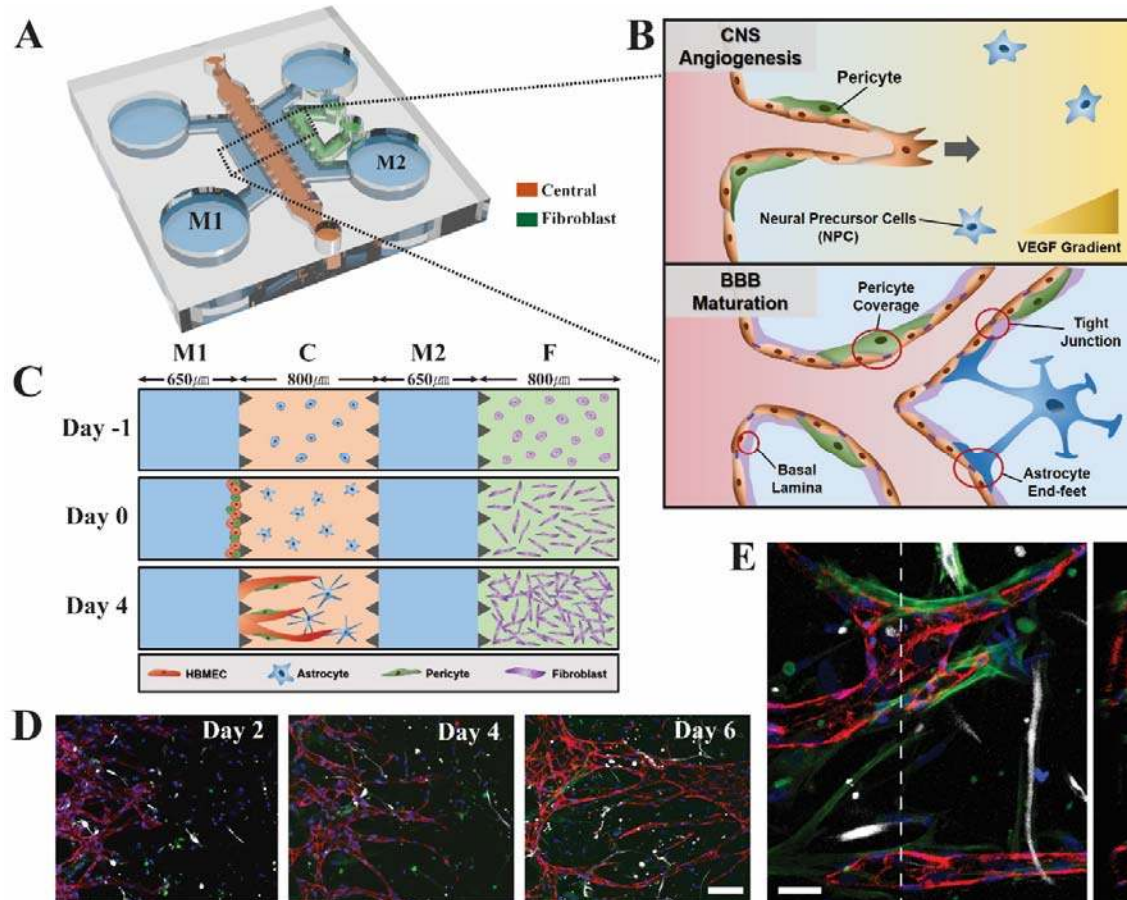 A
M1
M2
Central
Fibroblast
B
CNS
Angiogenesis
Pericyte
Neural Precursor Cells
(NPC)
VEGF Gradient
BBB
Maturation
Pericyte
Coverage
Tight
Junction
Basal
Lamina
Astrocyte
End-feet
C
M1 C M2 F
650㎛ 800㎛ 650㎛ 800㎛
Day -1
Day 0
Day 4
HBMEC Astrocyte Pericyte Fibroblast
D
Day 2 Day 4 Day 6
E